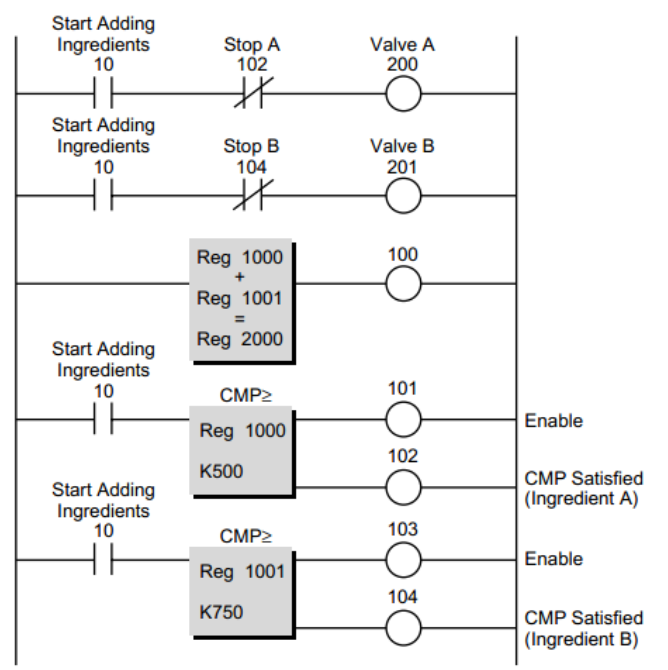 Start Adding
Ingredients
10
Stop A
102
Valve A
200
Start Adding
Ingredients
10
Stop B
104
Valve B
201
Reg 1000
+
Reg 1001
=
Reg 2000
100
Start Adding
Ingredients
10
CMP≥
Reg 1000
K500
101
Enable
102
CMP Satisfied
(Ingredient A)
Start Adding
Ingredients
10
CMP≥
Reg 1001
K750
103
Enable
104
CMP Satisfied
(Ingredient B)